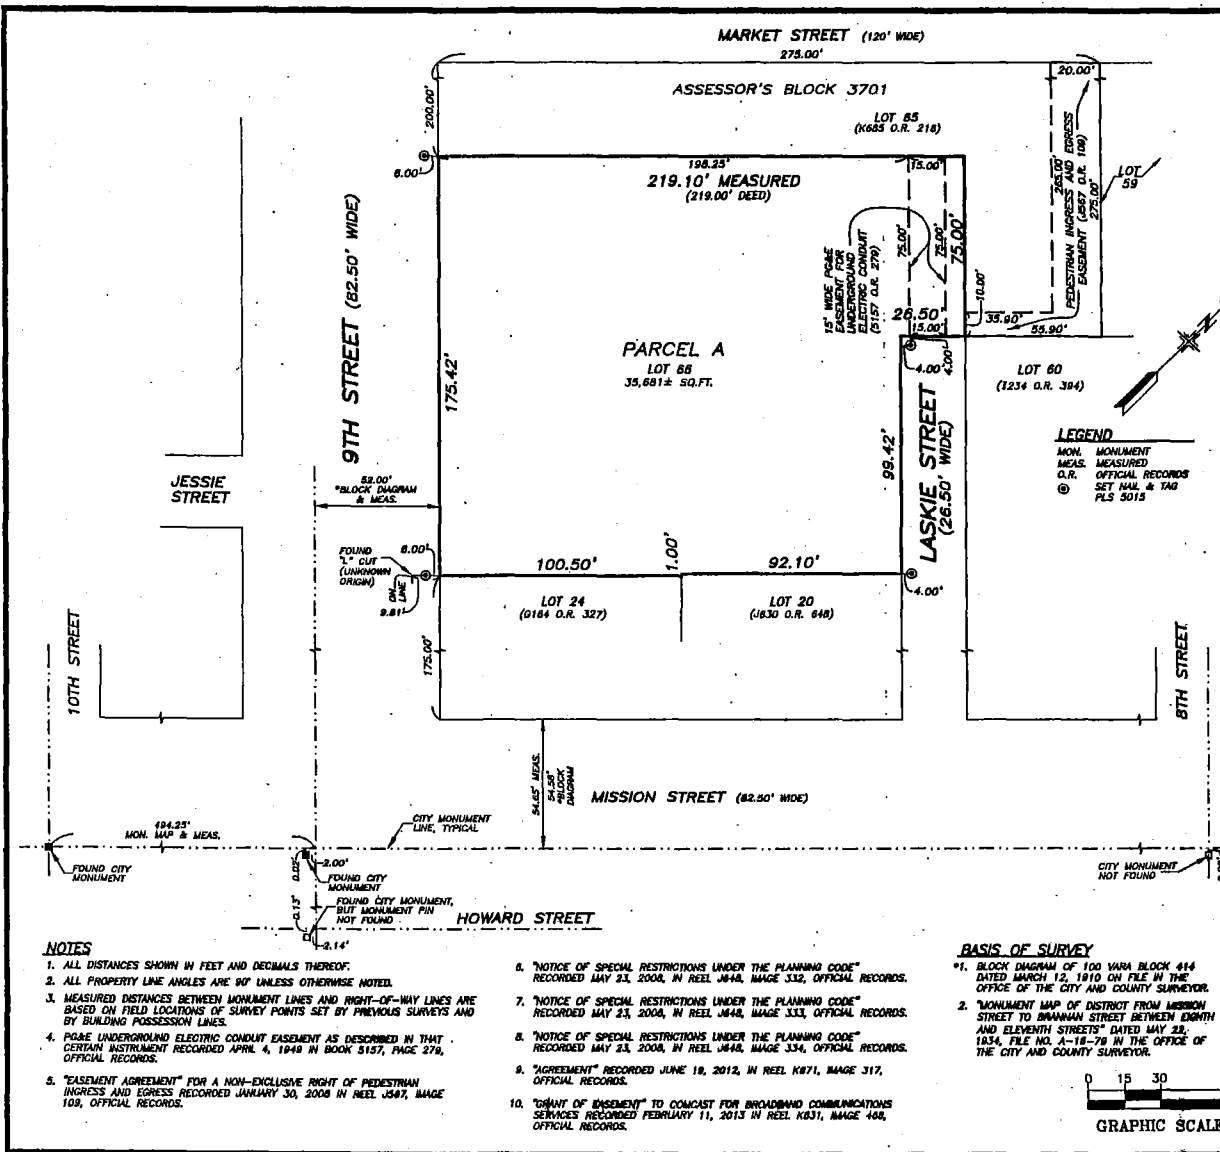 MARKET STREET (120' WIDE)
275.00'
ASSESSOR'S BLOCK 3701
20.00'
200.00'
LOT 65
(K685 O.R. 218)
6.00'
198.25'
15.00'
219.10' MEASURED
(219.00' DEED)
PEDESTRIAN INGRESS AND EGRESS
EASEMENT (J567 O.R. 109)
265.00'
275.00'
LOT
59
9TH STREET (82.50' WIDE)
75.00'
75.00'
75.00'
15' WIDE PG&E
EASEMENT FOR
UNDERGROUND
ELECTRIC CONDUIT
(5157 O.R. 279)
10.00'
26.50'
15.00'
35.90'
55.90'
4.00'
4.00'
PARCEL A
LOT 66
35,681± SQ.FT.
175.42'
LOT 60
(I234 O.R. 394)
N
99.42'
LASKIE STREET
(26.50' WIDE)
LEGEND
MON. MONUMENT
MEAS. MEASURED
O.R. OFFICIAL RECORDS
SET NAIL & TAG
PLS 5015
JESSIE
STREET
52.00'
*BLOCK DIAGRAM
& MEAS.
FOUND
"L" CUT
(UNKNOWN
ORIGIN)
6.00'
ON
LINE
9.81'
100.50'
1.00'
92.10'
4.00'
LOT 24
(G164 O.R. 327)
LOT 20
(J630 O.R. 648)
175.00'
10TH STREET
8TH STREET
54.65' MEAS.
54.58'
*BLOCK
DIAGRAM
MISSION STREET (82.50' WIDE)
494.25'
MON. MAP & MEAS.
CITY MONUMENT
LINE, TYPICAL
FOUND CITY
MONUMENT
0.02'
2.00'
FOUND CITY
MONUMENT
CITY MONUMENT
NOT FOUND
0.13'
FOUND CITY MONUMENT,
BUT MONUMENT PIN
NOT FOUND
2.14'
HOWARD STREET
NOTES
1. ALL DISTANCES SHOWN IN FEET AND DECIMALS THEREOF.
2. ALL PROPERTY LINE ANGLES ARE 90° UNLESS OTHERWISE NOTED.
3. MEASURED DISTANCES BETWEEN MONUMENT LINES AND RIGHT-OF-WAY LINES ARE
BASED ON FIELD LOCATIONS OF SURVEY POINTS SET BY PREVIOUS SURVEYS AND
BY BUILDING POSSESSION LINES.
4. PG&E UNDERGROUND ELECTRIC CONDUIT EASEMENT AS DESCRIBED IN THAT
CERTAIN INSTRUMENT RECORDED APRIL 4, 1949 IN BOOK 5157, PAGE 279,
OFFICIAL RECORDS.
5. "EASEMENT AGREEMENT" FOR A NON-EXCLUSIVE RIGHT OF PEDESTRIAN
INGRESS AND EGRESS RECORDED JANUARY 30, 2008 IN REEL J567, IMAGE
109, OFFICIAL RECORDS.
6. "NOTICE OF SPECIAL RESTRICTIONS UNDER THE PLANNING CODE"
RECORDED MAY 23, 2008, IN REEL J648, IMAGE 332, OFFICIAL RECORDS.
7. "NOTICE OF SPECIAL RESTRICTIONS UNDER THE PLANNING CODE"
RECORDED MAY 23, 2008, IN REEL J648, IMAGE 333, OFFICIAL RECORDS.
8. "NOTICE OF SPECIAL RESTRICTIONS UNDER THE PLANNING CODE"
RECORDED MAY 23, 2008, IN REEL J648, IMAGE 334, OFFICIAL RECORDS.
9. "AGREEMENT" RECORDED JUNE 19, 2012, IN REEL K671, IMAGE 317,
OFFICIAL RECORDS.
10. "GRANT OF EASEMENT" TO COMCAST FOR BROADBAND COMMUNICATIONS
SERVICES RECORDED FEBRUARY 11, 2013 IN REEL K831, IMAGE 468,
OFFICIAL RECORDS.
BASIS OF SURVEY
*1. BLOCK DIAGRAM OF 100 VARA BLOCK 414
DATED MARCH 12, 1910 ON FILE IN THE
OFFICE OF THE CITY AND COUNTY SURVEYOR.
2. "MONUMENT MAP OF DISTRICT FROM MISSION
STREET TO BRANNAN STREET BETWEEN EIGHTH
AND ELEVENTH STREETS" DATED MAY 22,
1934, FILE NO. A-18-79 IN THE OFFICE OF
THE CITY AND COUNTY SURVEYOR.
0 15 30
GRAPHIC SCALE